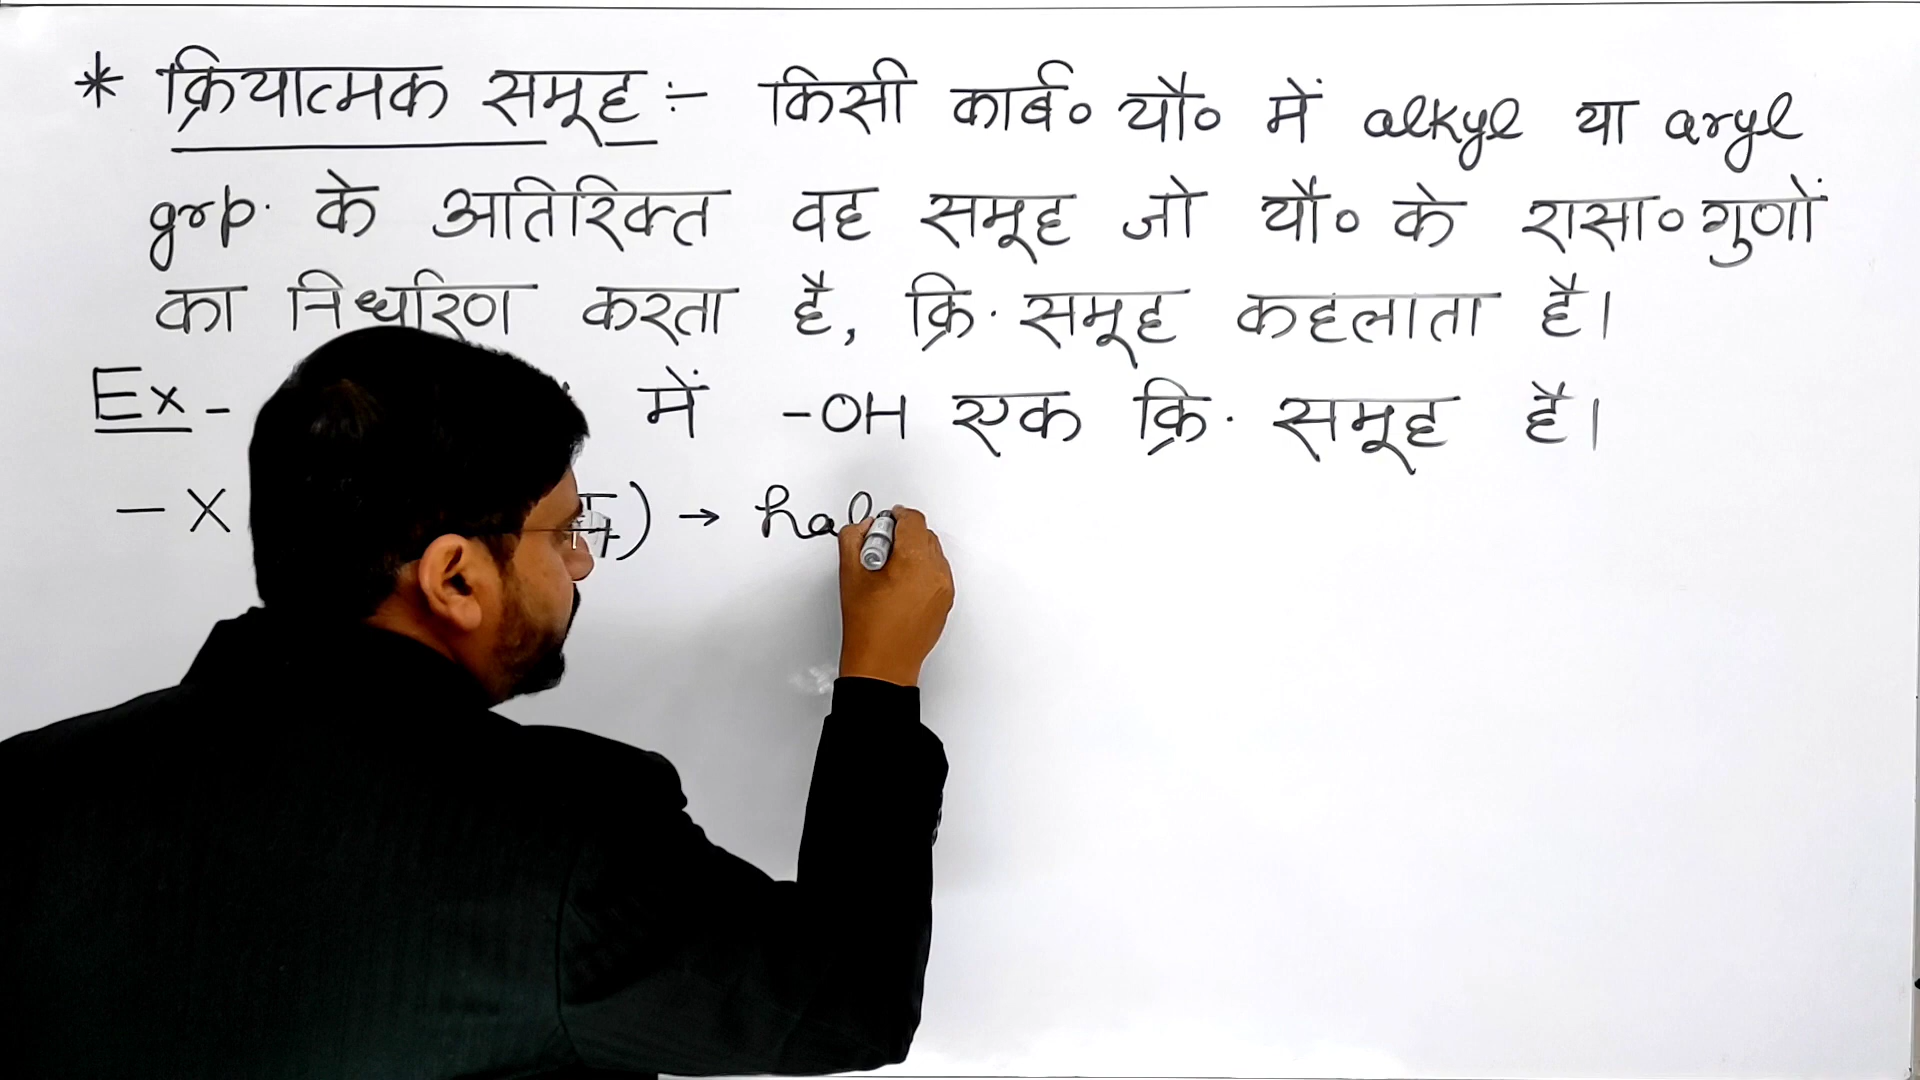 * क्रियात्मक समूह :- किसी कार्ब० यौ० में alkyl या aryl
grp. के अतिरिक्त वह समूह जो यौ० के रासा० गुणों
का निर्धारण करता है, क्रि. समूह कहलाता है।
Ex - में -OH एक क्रि. समूह है।
- X ) → hal